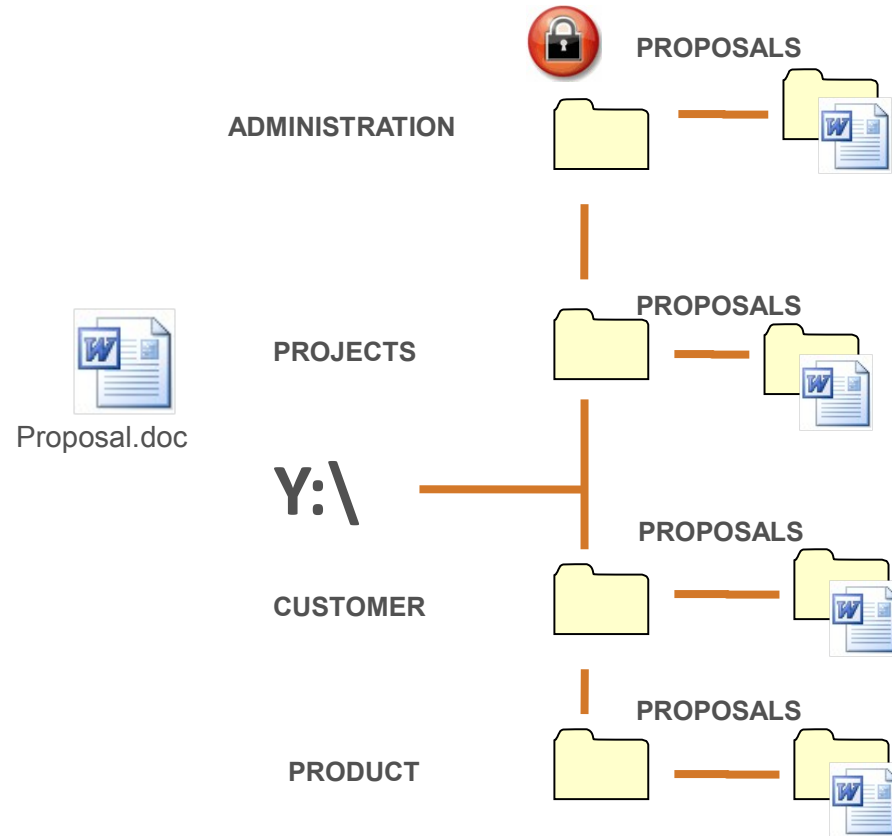 PROPOSALS
ADMINISTRATION
PROPOSALS
PROJECTS
Proposal.doc
Y:\
PROPOSALS
CUSTOMER
PROPOSALS
PRODUCT